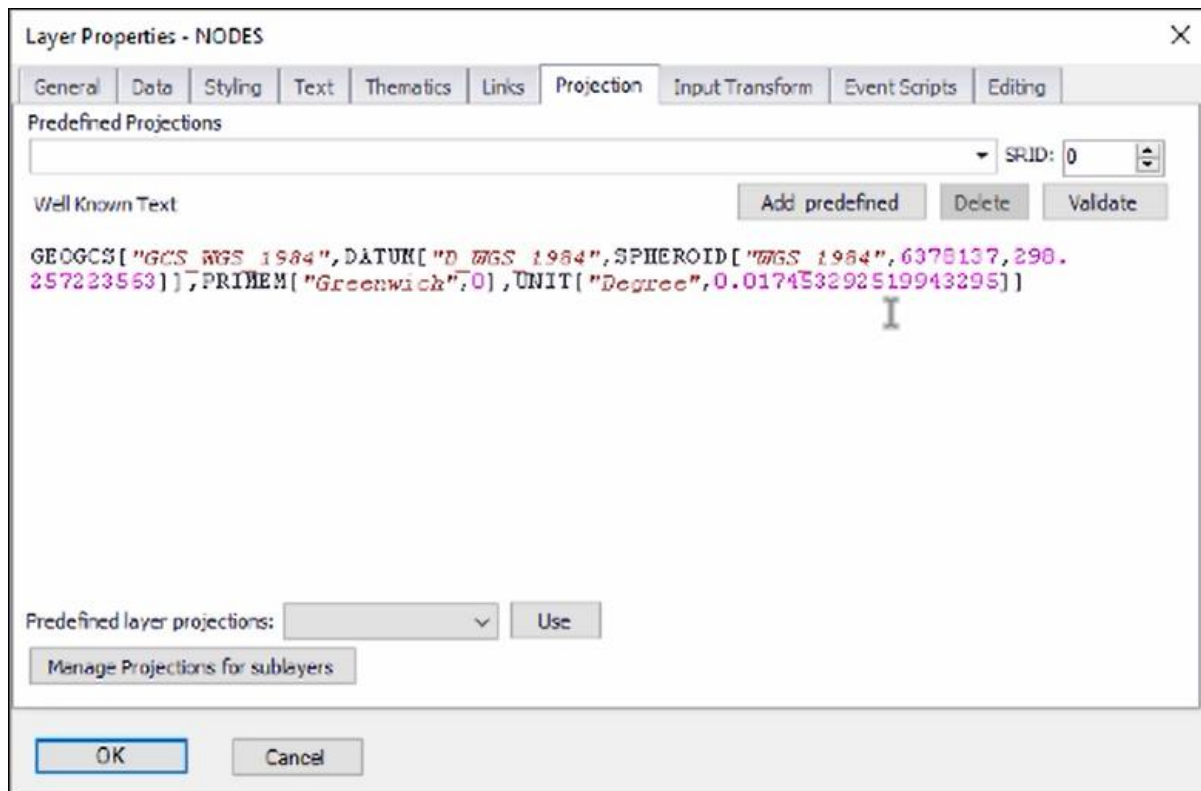 Layer Properties - NODES
General Data Styling Text Thematics Links Projection Input Transform Event Scripts Editing
Predefined Projections
SRID: 0
Well Known Text Add predefined Delete Validate
GEOGCS["GCS_WGS_1984",DATUM["D_WGS_1984",SPHEROID["WGS_1984",6378137,298.
257223563]],PRIMEM["Greenwich",0],UNIT["Degree",0.017453292519943295]]
Predefined layer projections: Use
Manage Projections for sublayers
OK Cancel